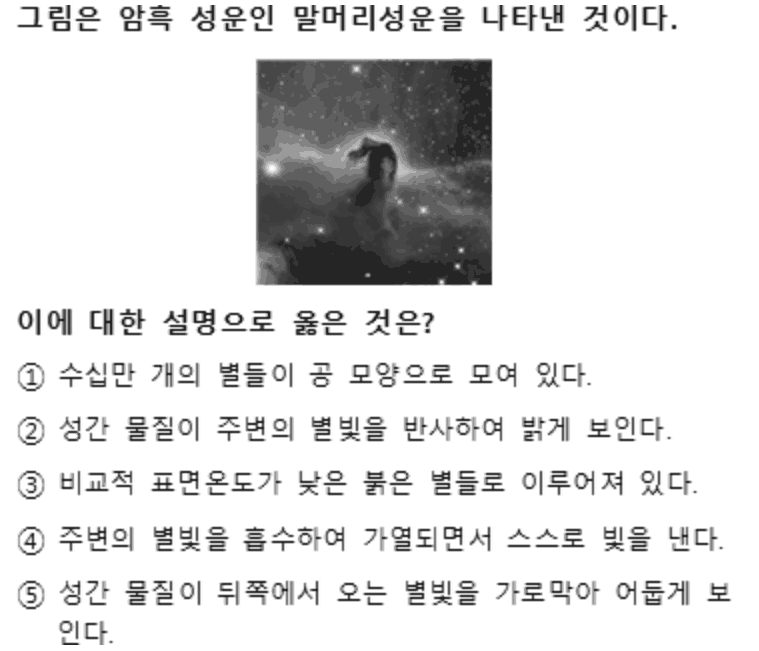 그림은 암흑 성운인 말머리성운을 나타낸 것이다.
이에 대한 설명으로 옳은 것은?
① 수십만 개의 별들이 공 모양으로 모여 있다.
② 성간 물질이 주변의 별빛을 반사하여 밝게 보인다.
③ 비교적 표면온도가 낮은 붉은 별들로 이루어져 있다.
④ 주변의 별빛을 흡수하여 가열되면서 스스로 빛을 낸다.
⑤ 성간 물질이 뒤쪽에서 오는 별빛을 가로막아 어둡게 보
인다.